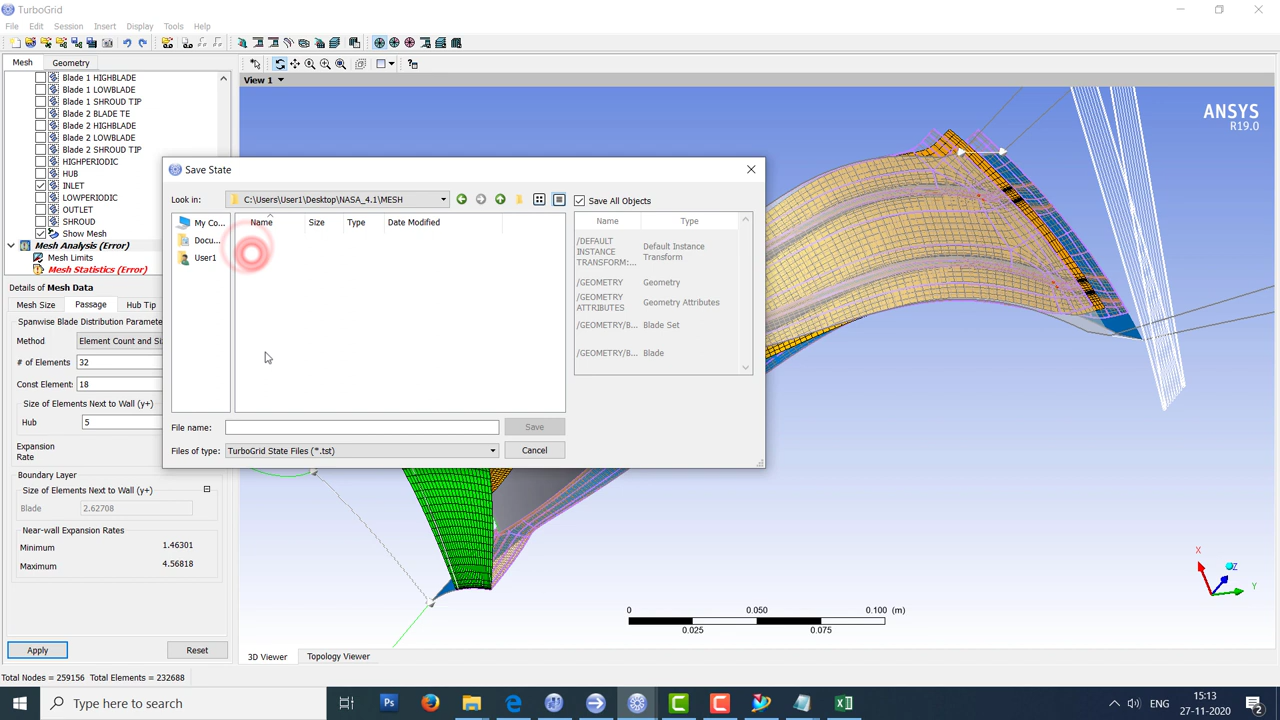 TurboGrid
File Edit Session Insert Display Tools Help
Mesh Geometry
View 1
Blade 1 HIGHBLADE
Blade 1 LOWBLADE
Blade 1 SHROUD TIP
Blade 2 BLADE TE
Blade 2 HIGHBLADE
Blade 2 LOWBLADE
Blade 2 SHROUD TIP
HIGHPERIODIC
HUB
INLET
LOWPERIODIC
OUTLET
SHROUD
Show Mesh
Mesh Analysis (Error)
Mesh Limits
Mesh Statistics (Error)
Details of Mesh Data
Mesh Size Passage Hub Tip
Spanwise Blade Distribution Parameter
Method Element Count and Siz
# of Elements 32
Const Element: 18
Size of Elements Next to Wall (y+)
Hub 5
Expansion
Rate
Boundary Layer
Size of Elements Next to Wall (y+)
Blade 2.62708
Near-wall Expansion Rates
Minimum 1.46301
Maximum 4.56818
Apply Reset
Total Nodes = 259156 Total Elements = 232688
Save State
Look in: C:\Users\User1\Desktop\NASA_4.1\MESH
Save All Objects
My Co...
Docu...
User1
Name Size Type Date Modified
Name Type
/DEFAULT
INSTANCE
TRANSFORM:... Default Instance
Transform
/GEOMETRY Geometry
/GEOMETRY
ATTRIBUTES Geometry Attributes
/GEOMETRY/B... Blade Set
/GEOMETRY/B... Blade
File name: Save
Files of type: TurboGrid State Files (*.tst) Cancel
ANSYS
R19.0
0 0.050 0.100 (m)
0.025 0.075
X
Z
Y
3D Viewer Topology Viewer
Type here to search
Ps
ENG
15:13
27-11-2020
2